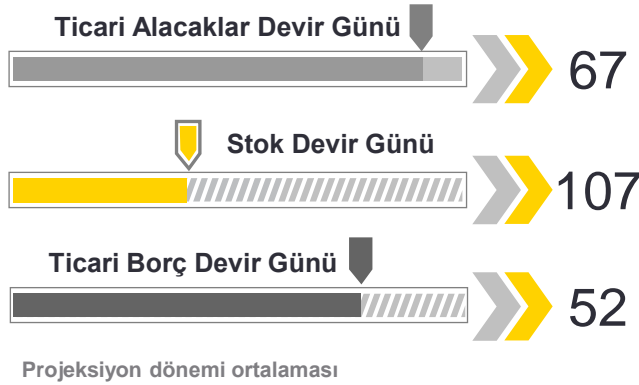 Ticari Alacaklar Devir Günü
67
Stok Devir Günü
107
Ticari Borç Devir Günü
52
Projeksiyon dönemi ortalaması